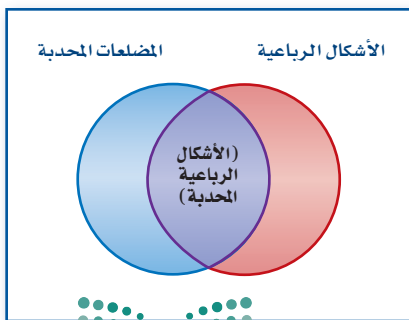 الأشكال الرباعية
المضلعات المحدبة
(الأشكال
الرباعية
المحدبة)